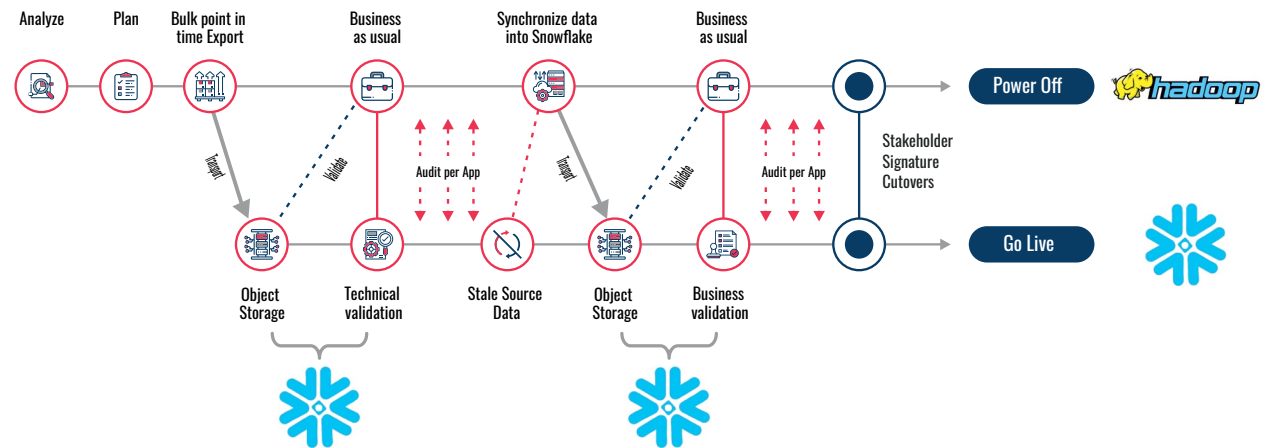 Analyze
Plan
Bulk point in
time Export
Business
as usual
Synchronize data
into Snowflake
Business
as usual
Power Off
hadoop
Trasport
Validate
Audit per App
Trasport
Validate
Audit per App
Stakeholder
Signature
Cutovers
Go Live
Object
Storage
Technical
validation
Stale Source
Data
Object
Storage
Business
validation